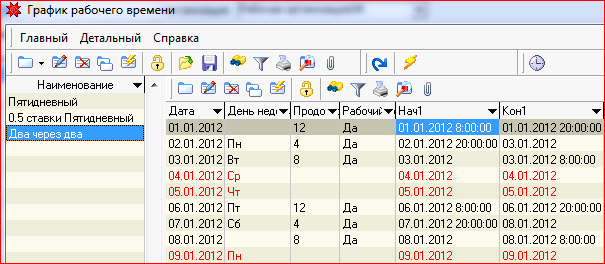 График рабочего времени
Главный Детальный Справка
Наименование
Пятидневный
0.5 ставки Пятидневный
Два через два
Дата День неде Продо Рабочий Нач1 Кон1
01.01.2012 12 Да 01.01.2012 8:00:00 01.01.2012 20:00:00
02.01.2012 Пн 4 Да 02.01.2012 20:00:00 03.01.2012
03.01.2012 Вт 8 Да 03.01.2012 03.01.2012 8:00:00
04.01.2012 Ср 04.01.2012 04.01.2012
05.01.2012 Чт 05.01.2012 05.01.2012
06.01.2012 Пт 12 Да 06.01.2012 8:00:00 06.01.2012 20:00:00
07.01.2012 Сб 4 Да 07.01.2012 20:00:00 08.01.2012
08.01.2012 8 Да 08.01.2012 08.01.2012 8:00:00
09.01.2012 Пн 09.01.2012 09.01.2012